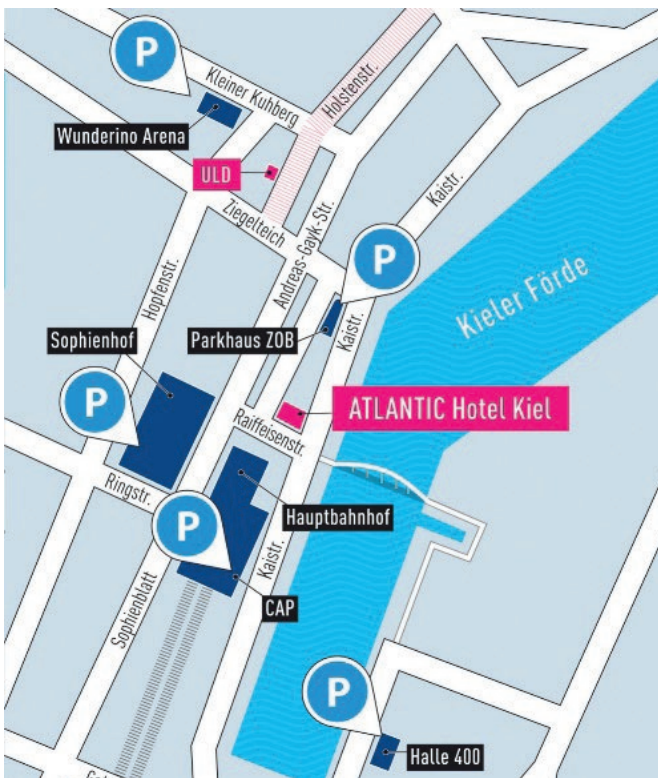 P
Kleiner Kuhberg
Holstenstr.
Wunderino Arena
ULD
Ziegelteich
Andreas-Gayk-Str.
Kaistr.
P
Hopfenstr.
Kieler Förde
Sophienhof
Parkhaus ZOB
Kaistr.
P
ATLANTIC Hotel Kiel
Raiffeisenstr.
Ringstr.
P
Hauptbahnhof
Kaistr.
Sophienblatt
CAP
P
Halle 400